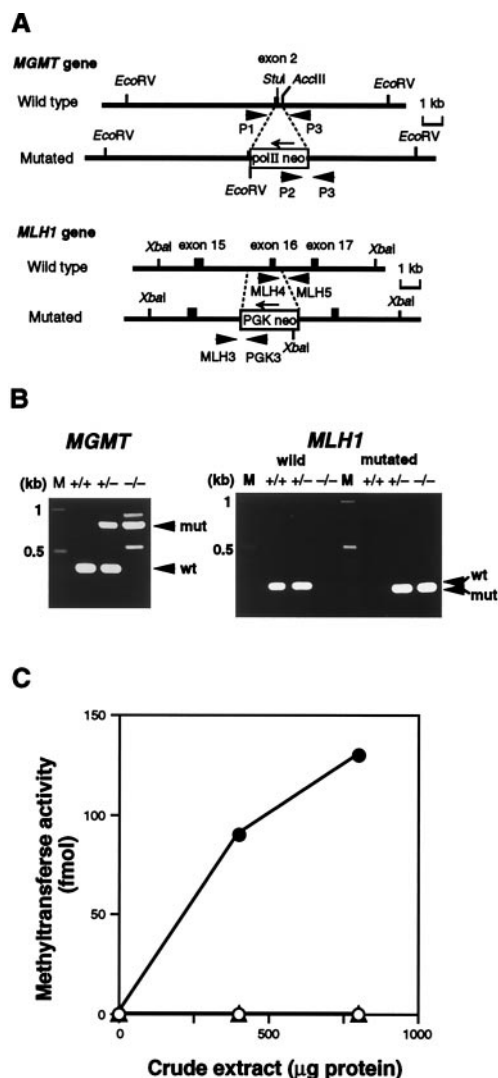 A
MGMT gene
exon 2
StuI AccIII
EcoRV EcoRV
Wild type
1 kb
P1 P3
EcoRV EcoRV
Mutated
polII neo
EcoRV P2 P3
MLH1 gene
XbaI exon 15 exon 16 exon 17 XbaI
Wild type
1 kb
MLH4 MLH5
XbaI XbaI
Mutated
PGK neo
MLH3 PGK3 XbaI
B
MGMT MLH1
wild mutated
(kb) M +/+ +/− −/− (kb) M +/+ +/− −/− M +/+ +/− −/−
1 1
mut
0.5 0.5
wt wt
mut
C
150
100
50
0
0 500 1000
Methyltransferse activity
(fmol)
Crude extract (µg protein)